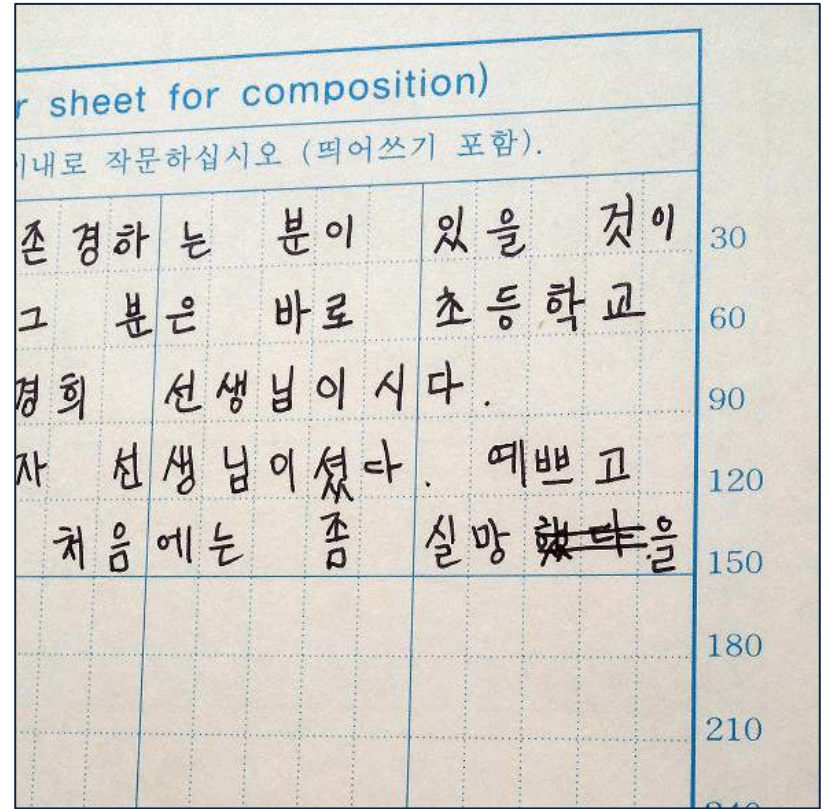 r sheet for composition)
이내로 작문하십시오 (띄어쓰기 포함).
존경하는 분이 있을 것이 30
그 분은 바로 초등학교 60
경희 선생님이시다. 90
자 선생님이셨다. 예쁘고 120
처음에는 좀 실망을 150
180
210
240